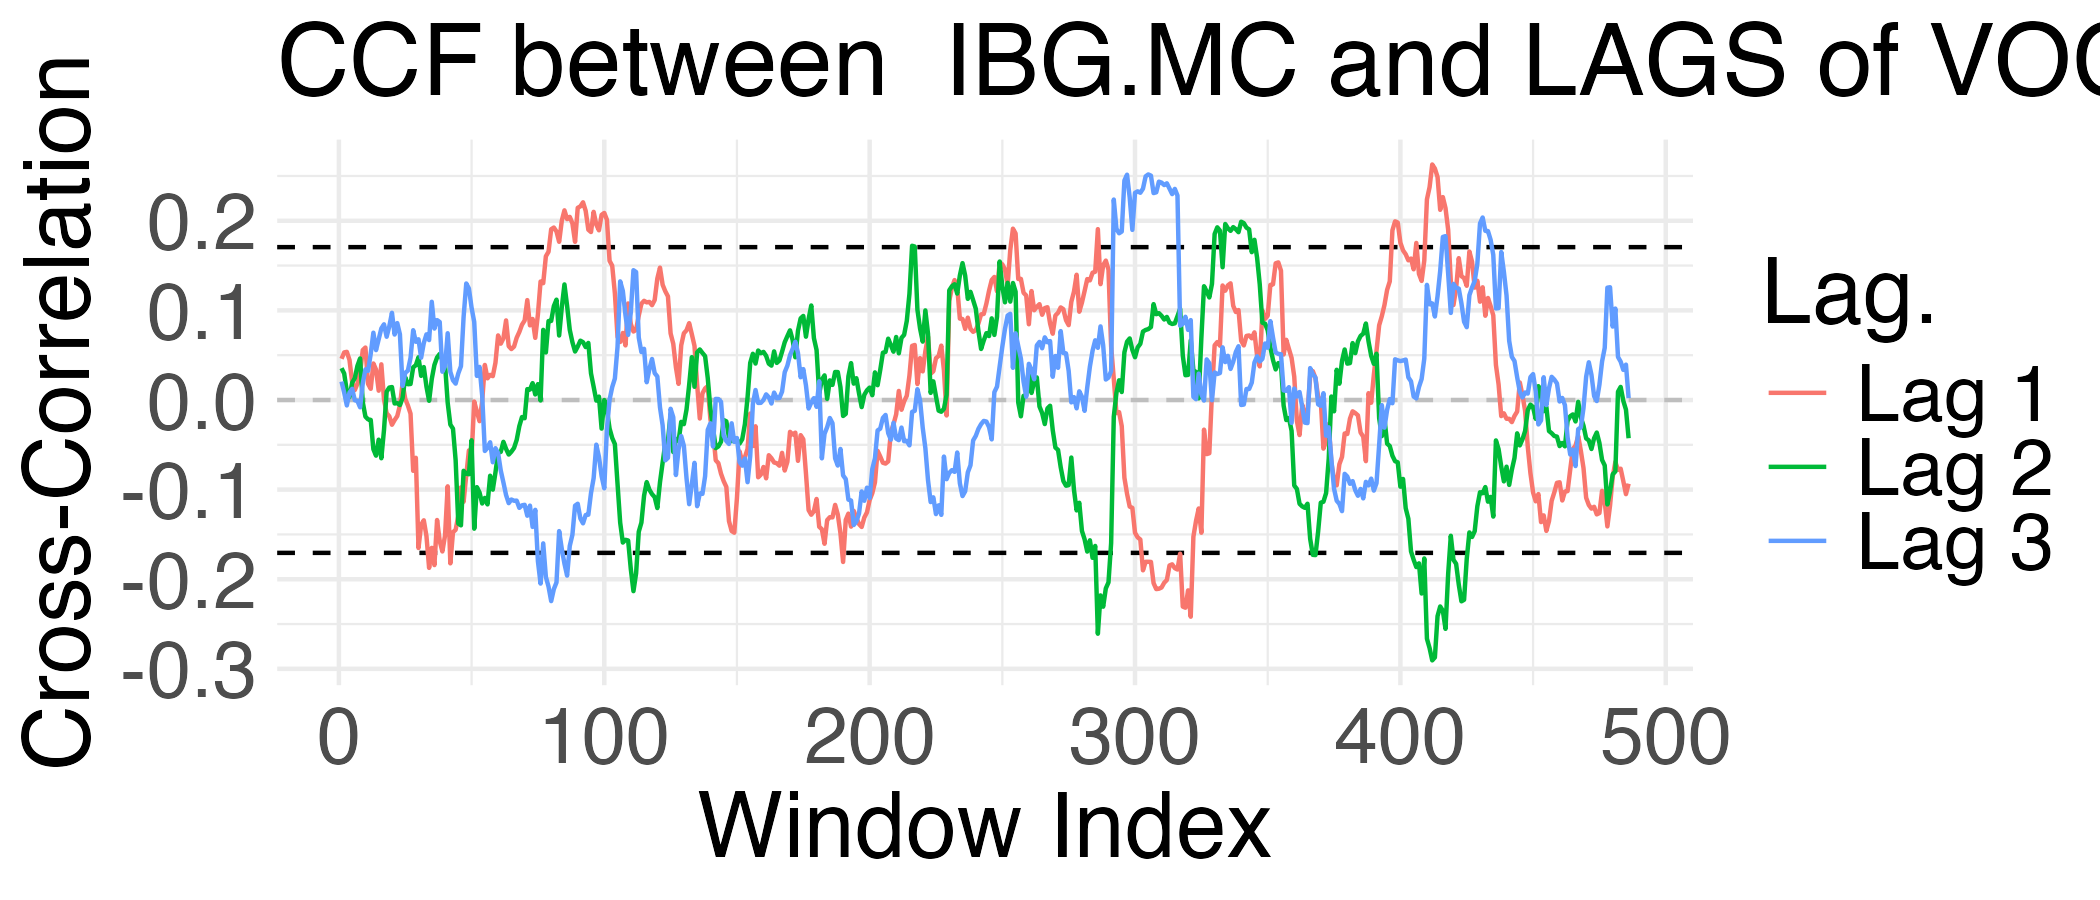 CCF between IBG.MC and LAGS of
Cross-Correlation
0.2
0.1
0.0
-0.1
-0.2
-0.3
0 100 200 300 400 500
Window Index
Lag.
Lag 1
Lag 2
Lag 3